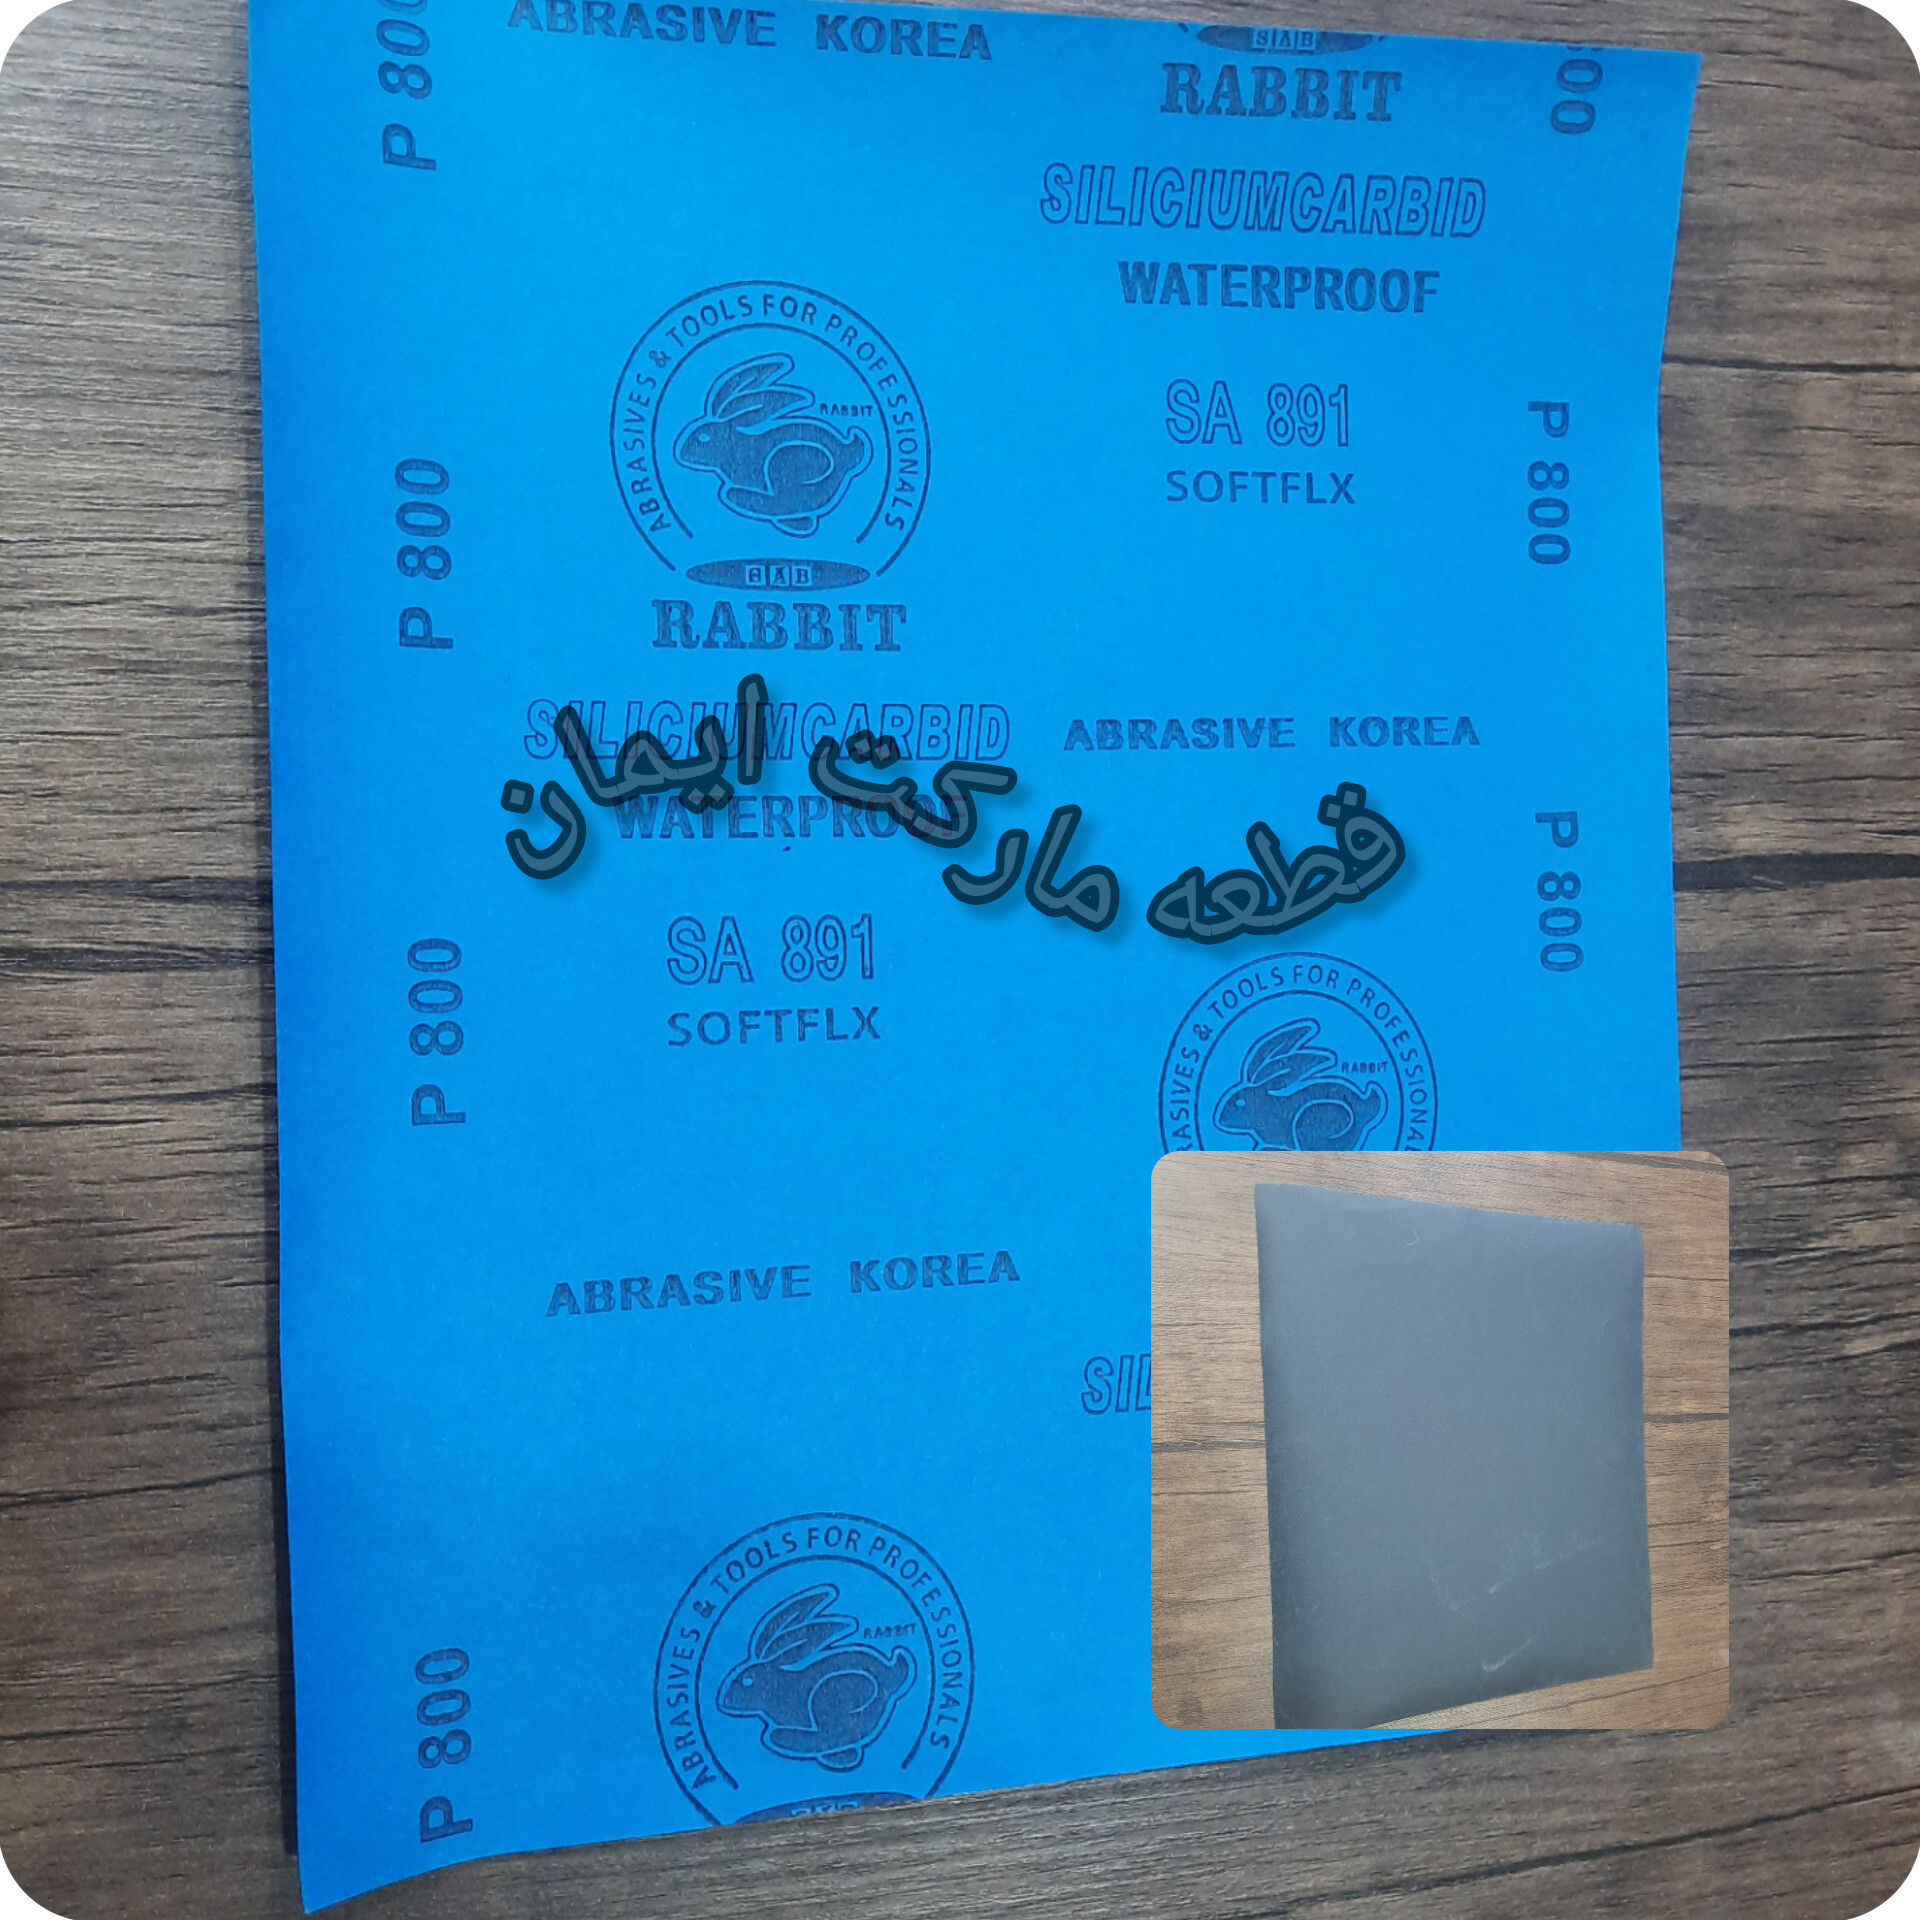 P 800
ABRASIVE KOREA
SAB
RABBIT
SILICIUMCARBID
WATERPROOF
SA 891
SOFTFLX
P 800
P 800
ABRASIVES & TOOLS FOR PROFESSIONALS
RABBIT
SAB
RABBIT
SILICIUMCARBID
WATERPROOF
SA 891
SOFTFLX
ABRASIVE KOREA
قطعه مارکت ایمان
P 800
P 800
ABRASIVES & TOOLS FOR PROFESSIONALS
RABBIT
ABRASIVE KOREA
ABRASIVES & TOOLS FOR PROFESSIONALS
RABBIT
P 800